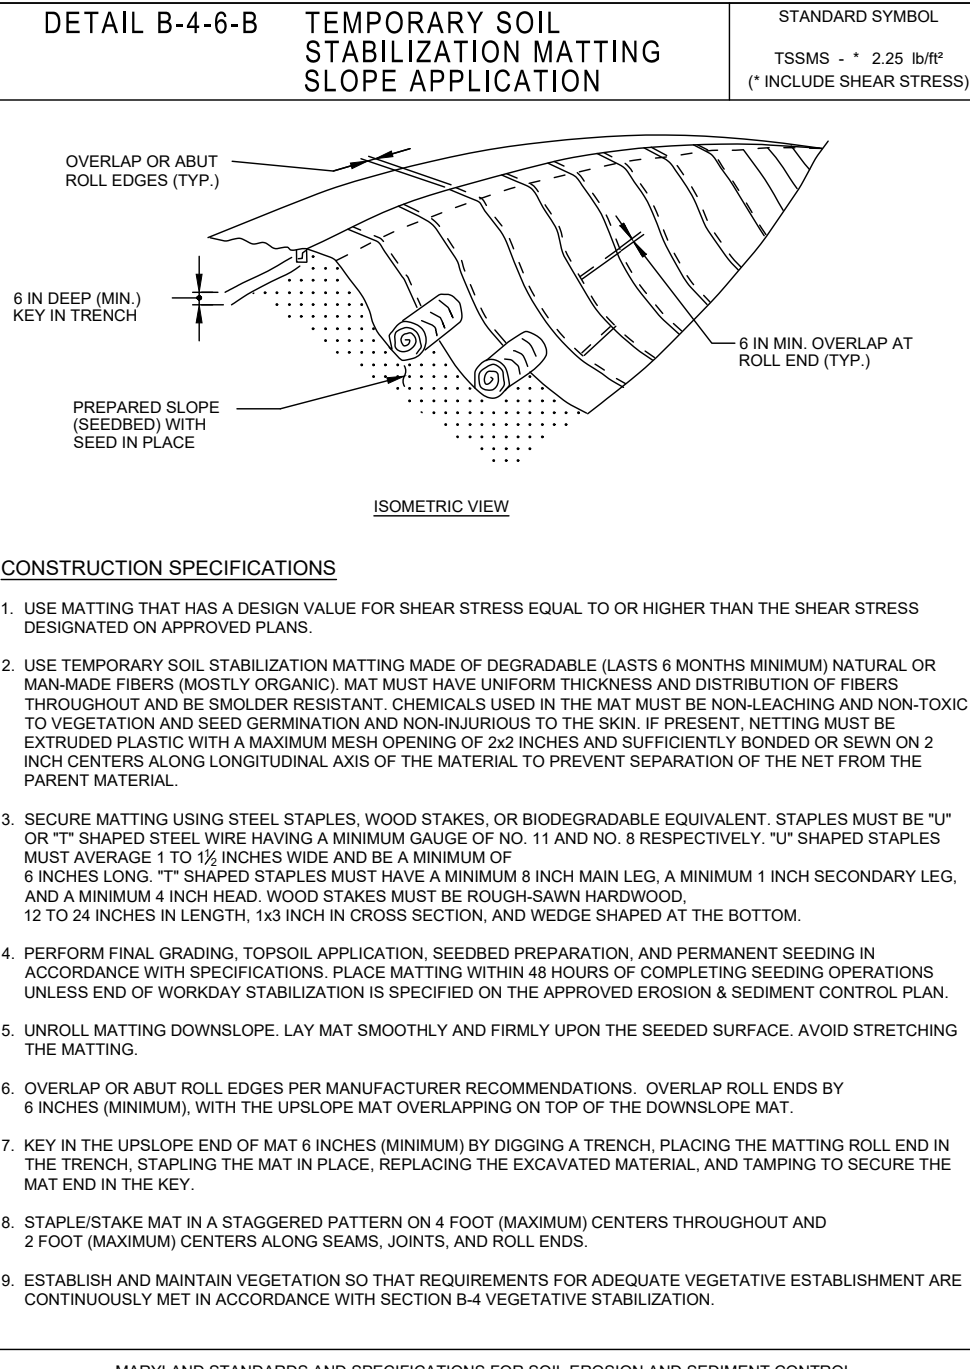 DETAIL B-4-6-B
TEMPORARY SOIL
STABILIZATION MATTING
SLOPE APPLICATION
STANDARD SYMBOL
TSSMS - * 2.25 lb/ft²
(* INCLUDE SHEAR STRESS)
OVERLAP OR ABUT
ROLL EDGES (TYP.)
6 IN DEEP (MIN.)
KEY IN TRENCH
6 IN MIN. OVERLAP AT
ROLL END (TYP.)
PREPARED SLOPE
(SEEDBED) WITH
SEED IN PLACE
ISOMETRIC VIEW
CONSTRUCTION SPECIFICATIONS
1. USE MATTING THAT HAS A DESIGN VALUE FOR SHEAR STRESS EQUAL TO OR HIGHER THAN THE SHEAR STRESS
DESIGNATED ON APPROVED PLANS.
2. USE TEMPORARY SOIL STABILIZATION MATTING MADE OF DEGRADABLE (LASTS 6 MONTHS MINIMUM) NATURAL OR
MAN-MADE FIBERS (MOSTLY ORGANIC). MAT MUST HAVE UNIFORM THICKNESS AND DISTRIBUTION OF FIBERS
THROUGHOUT AND BE SMOLDER RESISTANT. CHEMICALS USED IN THE MAT MUST BE NON-LEACHING AND NON-TOXIC
TO VEGETATION AND SEED GERMINATION AND NON-INJURIOUS TO THE SKIN. IF PRESENT, NETTING MUST BE
EXTRUDED PLASTIC WITH A MAXIMUM MESH OPENING OF 2x2 INCHES AND SUFFICIENTLY BONDED OR SEWN ON 2
INCH CENTERS ALONG LONGITUDINAL AXIS OF THE MATERIAL TO PREVENT SEPARATION OF THE NET FROM THE
PARENT MATERIAL.
3. SECURE MATTING USING STEEL STAPLES, WOOD STAKES, OR BIODEGRADABLE EQUIVALENT. STAPLES MUST BE "U"
OR "T" SHAPED STEEL WIRE HAVING A MINIMUM GAUGE OF NO. 11 AND NO. 8 RESPECTIVELY. "U" SHAPED STAPLES
MUST AVERAGE 1 TO 1½ INCHES WIDE AND BE A MINIMUM OF
6 INCHES LONG. "T" SHAPED STAPLES MUST HAVE A MINIMUM 8 INCH MAIN LEG, A MINIMUM 1 INCH SECONDARY LEG,
AND A MINIMUM 4 INCH HEAD. WOOD STAKES MUST BE ROUGH-SAWN HARDWOOD,
12 TO 24 INCHES IN LENGTH, 1x3 INCH IN CROSS SECTION, AND WEDGE SHAPED AT THE BOTTOM.
4. PERFORM FINAL GRADING, TOPSOIL APPLICATION, SEEDBED PREPARATION, AND PERMANENT SEEDING IN
ACCORDANCE WITH SPECIFICATIONS. PLACE MATTING WITHIN 48 HOURS OF COMPLETING SEEDING OPERATIONS
UNLESS END OF WORKDAY STABILIZATION IS SPECIFIED ON THE APPROVED EROSION & SEDIMENT CONTROL PLAN.
5. UNROLL MATTING DOWNSLOPE. LAY MAT SMOOTHLY AND FIRMLY UPON THE SEEDED SURFACE. AVOID STRETCHING
THE MATTING.
6. OVERLAP OR ABUT ROLL EDGES PER MANUFACTURER RECOMMENDATIONS. OVERLAP ROLL ENDS BY
6 INCHES (MINIMUM), WITH THE UPSLOPE MAT OVERLAPPING ON TOP OF THE DOWNSLOPE MAT.
7. KEY IN THE UPSLOPE END OF MAT 6 INCHES (MINIMUM) BY DIGGING A TRENCH, PLACING THE MATTING ROLL END IN
THE TRENCH, STAPLING THE MAT IN PLACE, REPLACING THE EXCAVATED MATERIAL, AND TAMPING TO SECURE THE
MAT END IN THE KEY.
8. STAPLE/STAKE MAT IN A STAGGERED PATTERN ON 4 FOOT (MAXIMUM) CENTERS THROUGHOUT AND
2 FOOT (MAXIMUM) CENTERS ALONG SEAMS, JOINTS, AND ROLL ENDS.
9. ESTABLISH AND MAINTAIN VEGETATION SO THAT REQUIREMENTS FOR ADEQUATE VEGETATIVE ESTABLISHMENT ARE
CONTINUOUSLY MET IN ACCORDANCE WITH SECTION B-4 VEGETATIVE STABILIZATION.
MARYLAND STANDARDS AND SPECIFICATIONS FOR SOIL EROSION AND SEDIMENT CONTROL